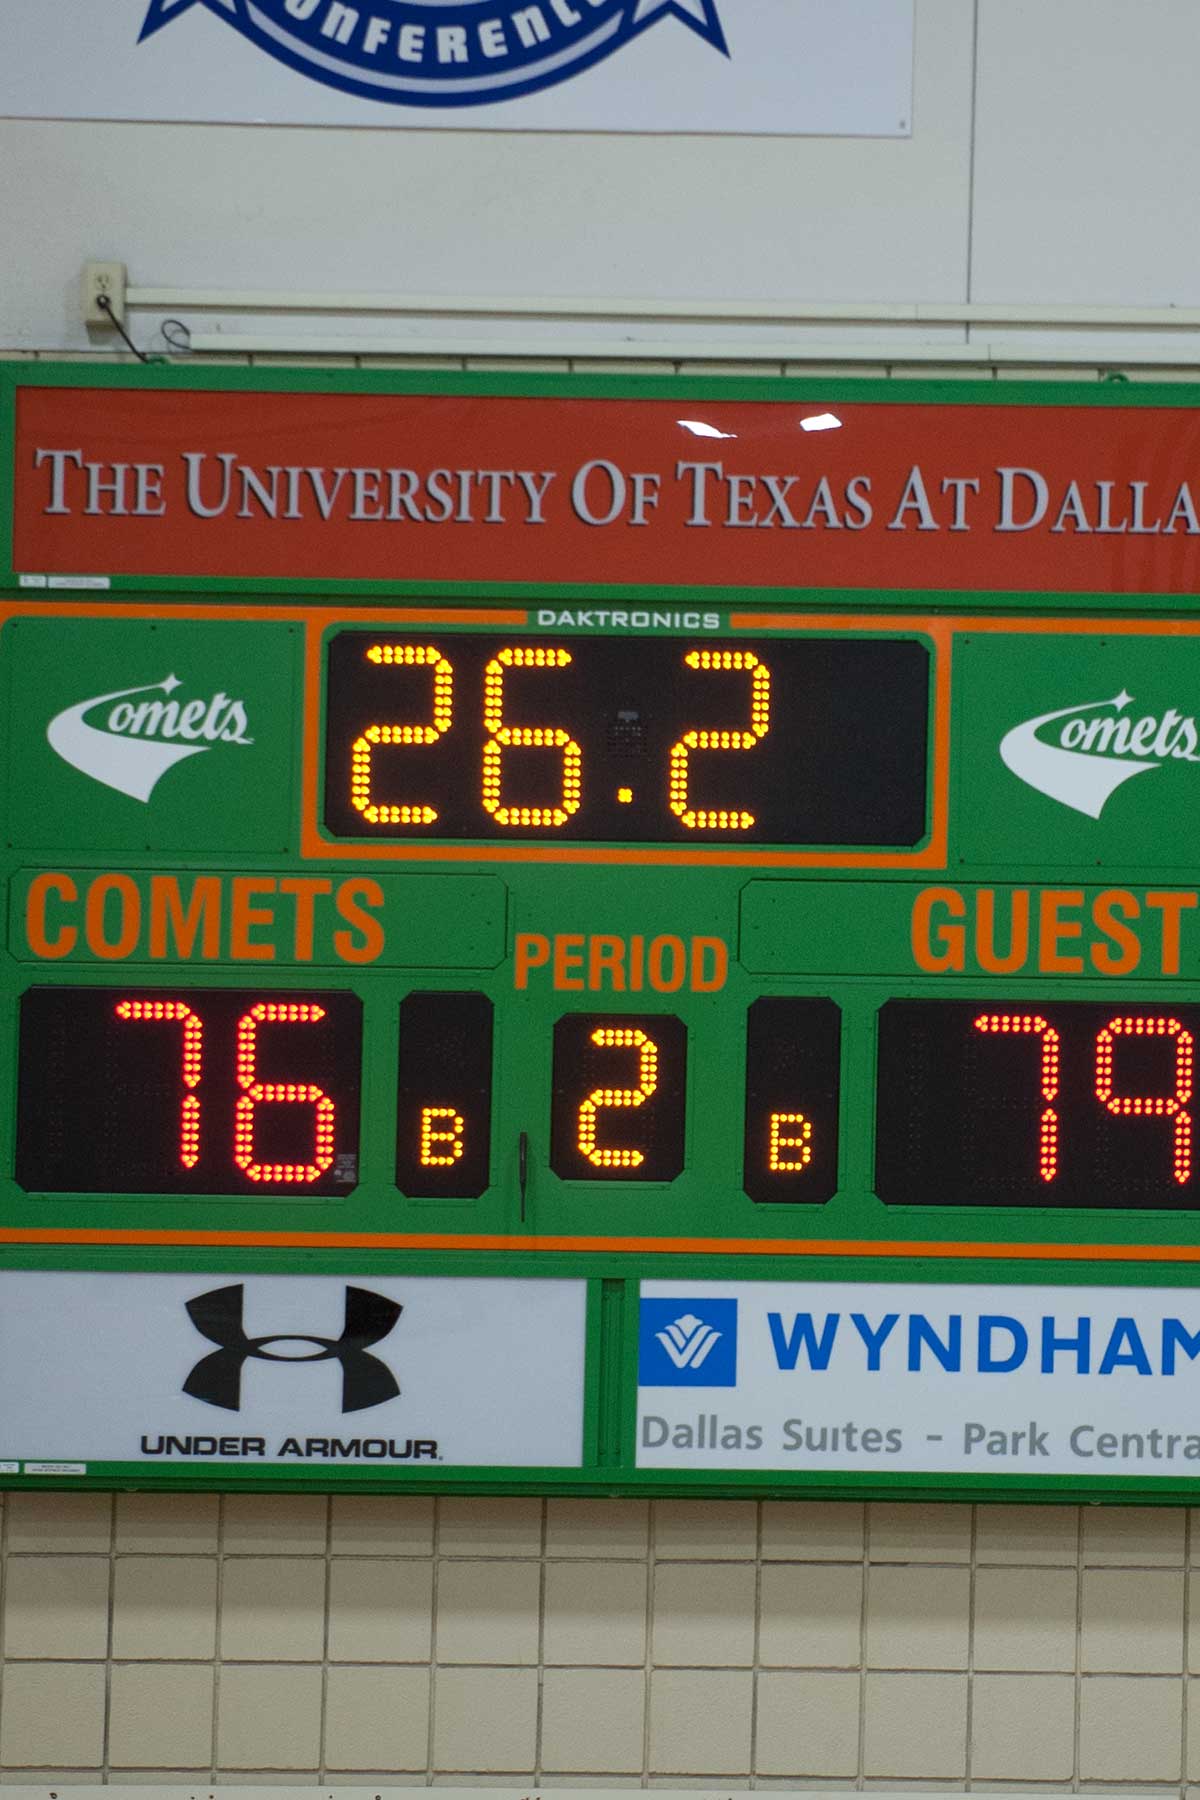 CONFERENC
THE UNIVERSITY OF TEXAS AT DALLA
DAKTRONICS
26.2
Comets
Comets
COMETS
PERIOD
GUEST
76
B
2
B
79
UNDER ARMOUR.
WYNDHAM
Dallas Suites - Park Centra